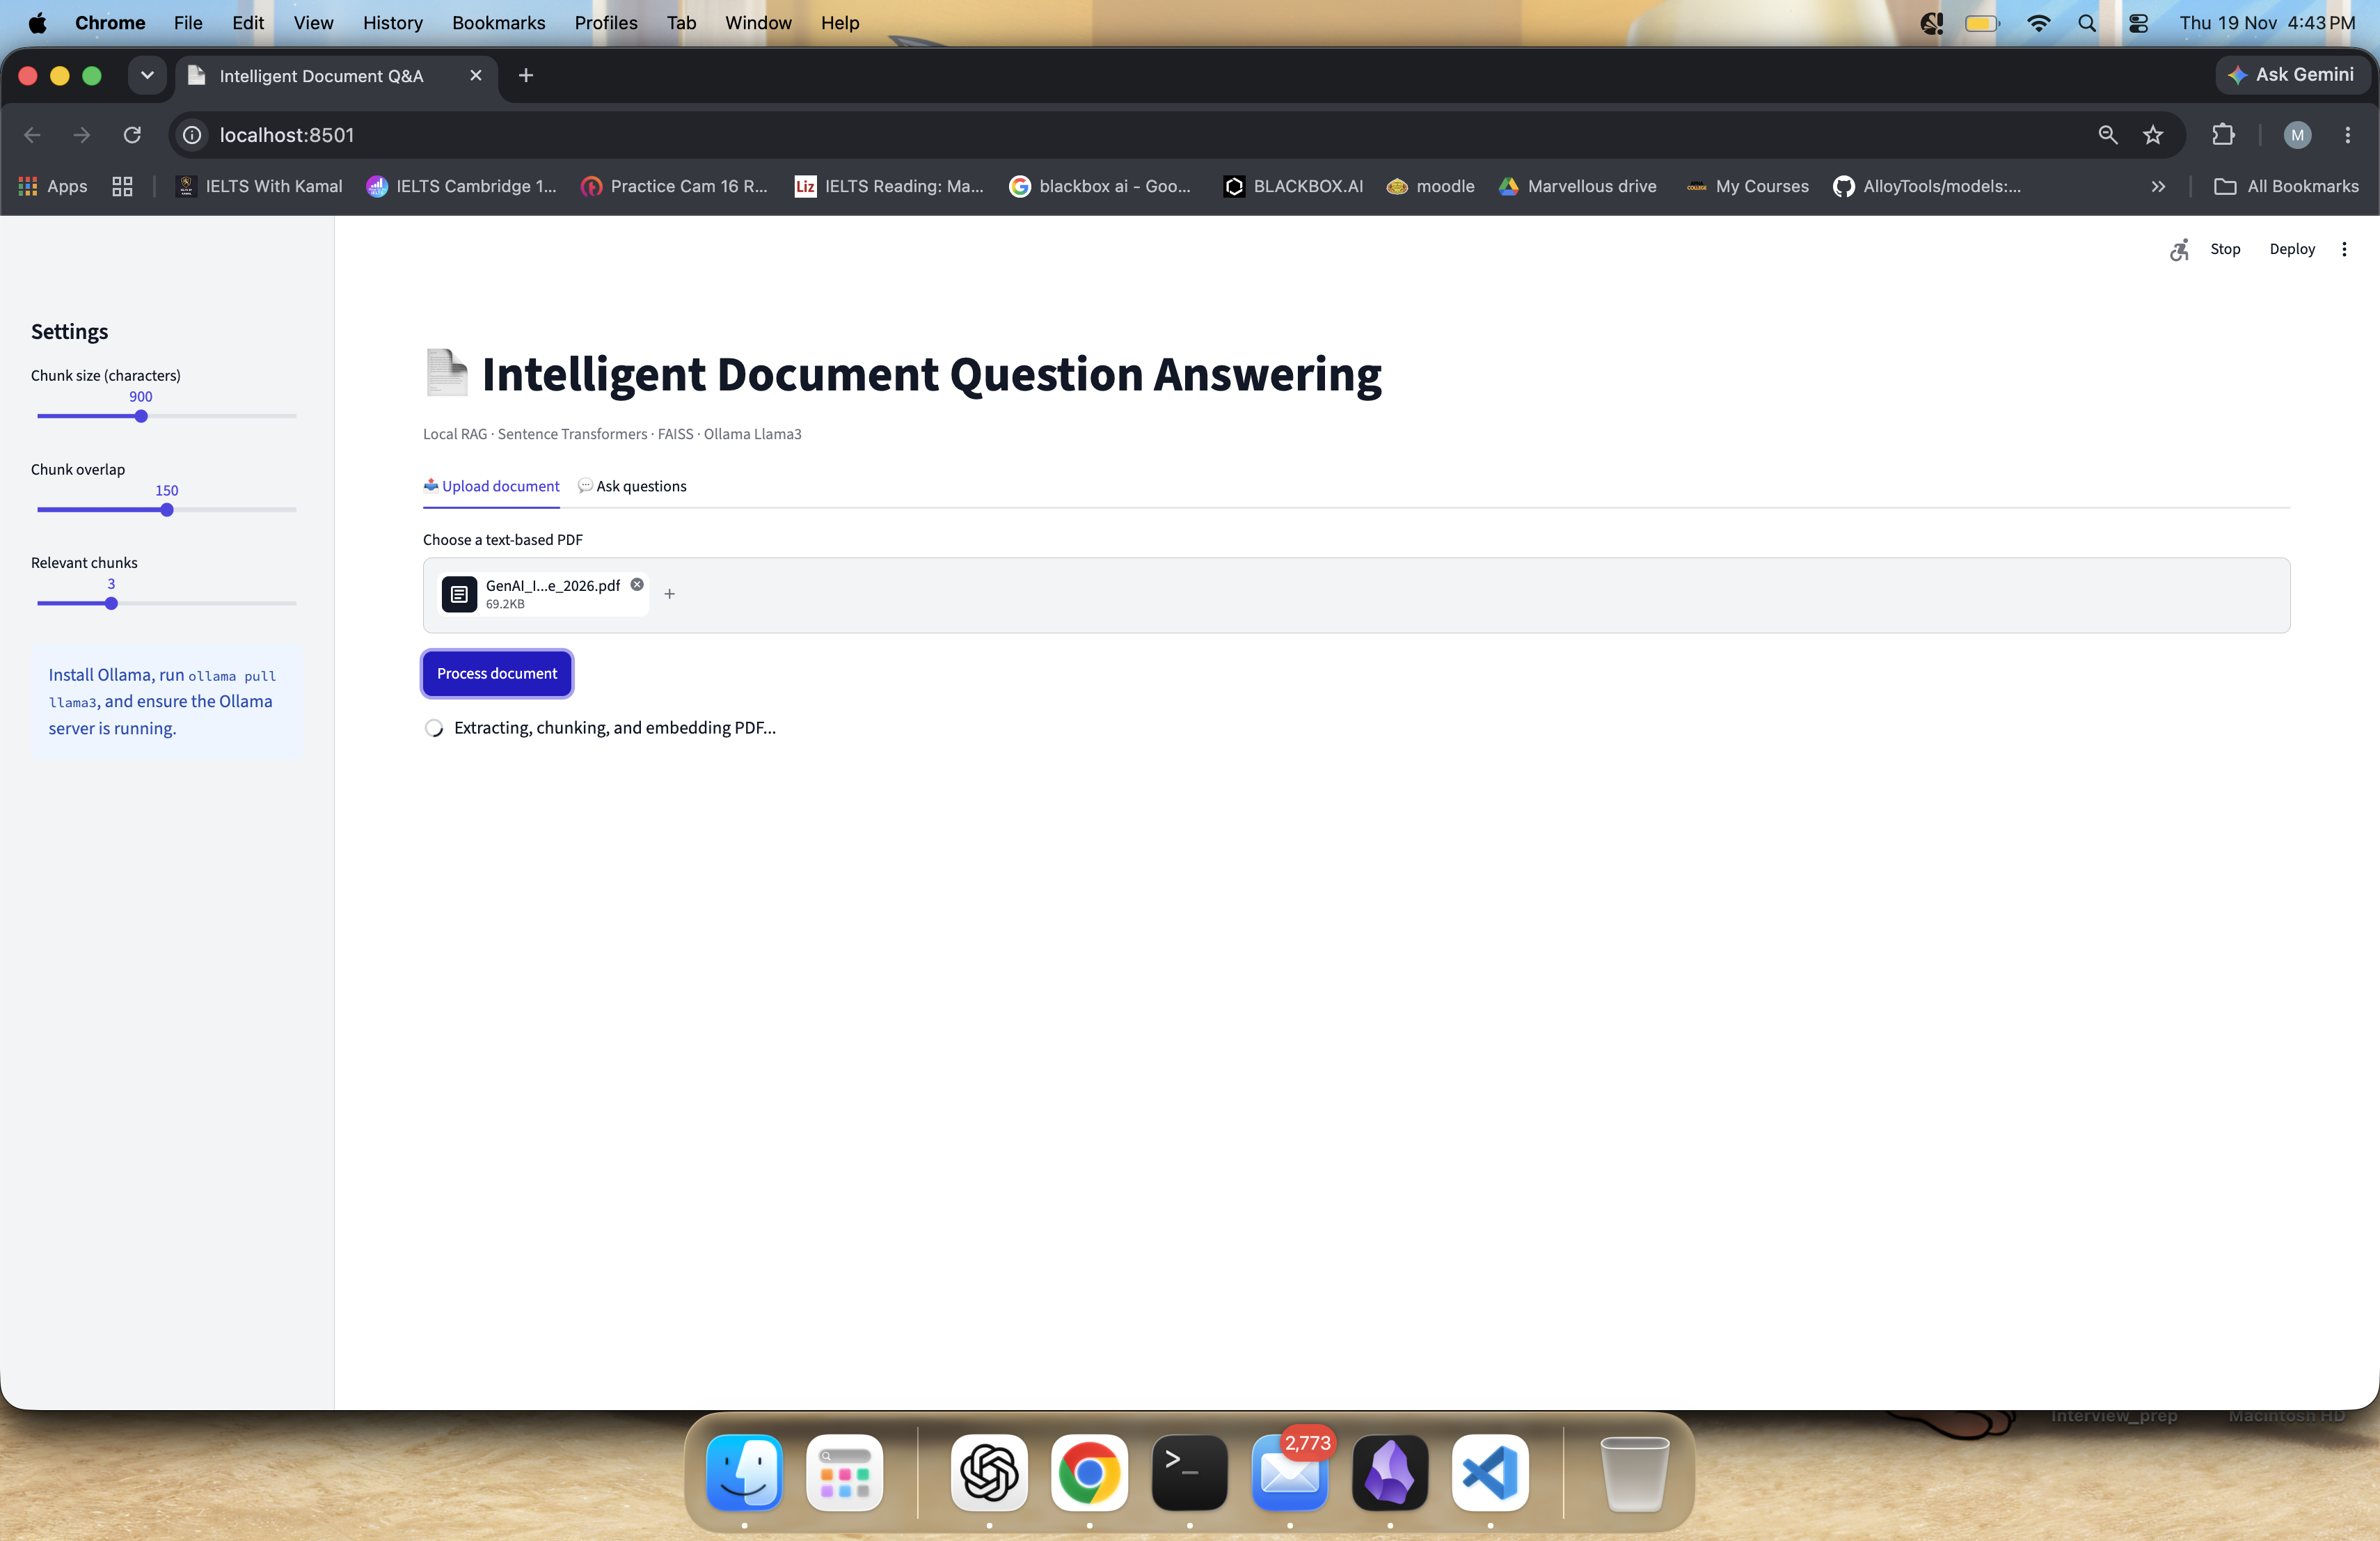 Chrome File Edit View History Bookmarks Profiles Tab Window Help Thu 19 Nov 4:43 PM
Intelligent Document Q&A Ask Gemini
localhost:8501 M
Apps IELTS With Kamal IELTS Cambridge 1... Practice Cam 16 R... Liz IELTS Reading: Ma... blackbox ai - Goo... BLACKBOX.AI moodle Marvellous drive My Courses AlloyTools/models:... All Bookmarks
Stop Deploy
Settings
Chunk size (characters)
900
Chunk overlap
150
Relevant chunks
3
Install Ollama, run ollama pull
llama3, and ensure the Ollama
server is running.
Intelligent Document Question Answering
Local RAG · Sentence Transformers · FAISS · Ollama Llama3
Upload document Ask questions
Choose a text-based PDF
GenAI_I...e_2026.pdf
69.2KB
Process document
Extracting, chunking, and embedding PDF...
Interview_prep Macintosh HD
2,773